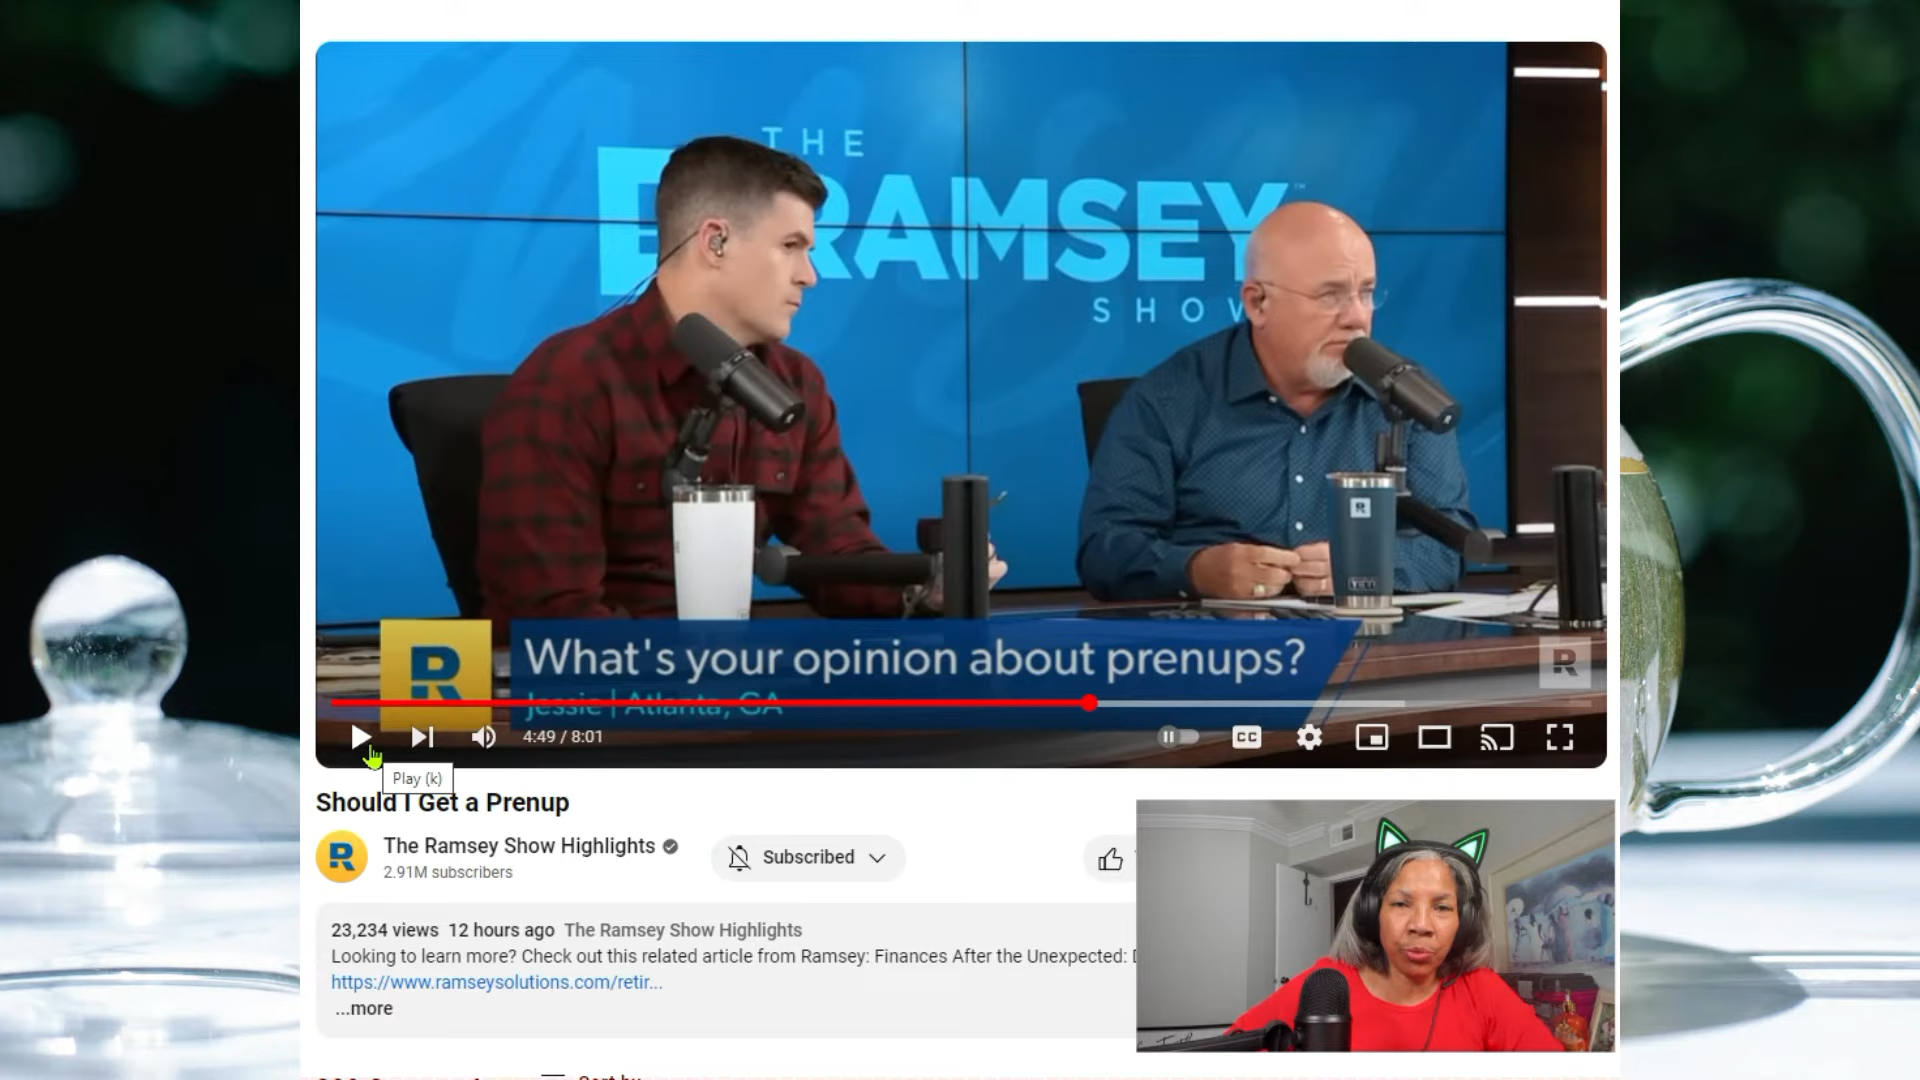 THE
RAMSEY
SHOW
What's your opinion about prenups?
Jessie | Atlanta, GA
R
R
4:49 / 8:01
CC
Play (k)
Should I Get a Prenup
R
The Ramsey Show Highlights
2.91M subscribers
Subscribed
23,234 views 12 hours ago The Ramsey Show Highlights
Looking to learn more? Check out this related article from Ramsey: Finances After the Unexpected:
https://www.ramseysolutions.com/retir...
...more
Sort by